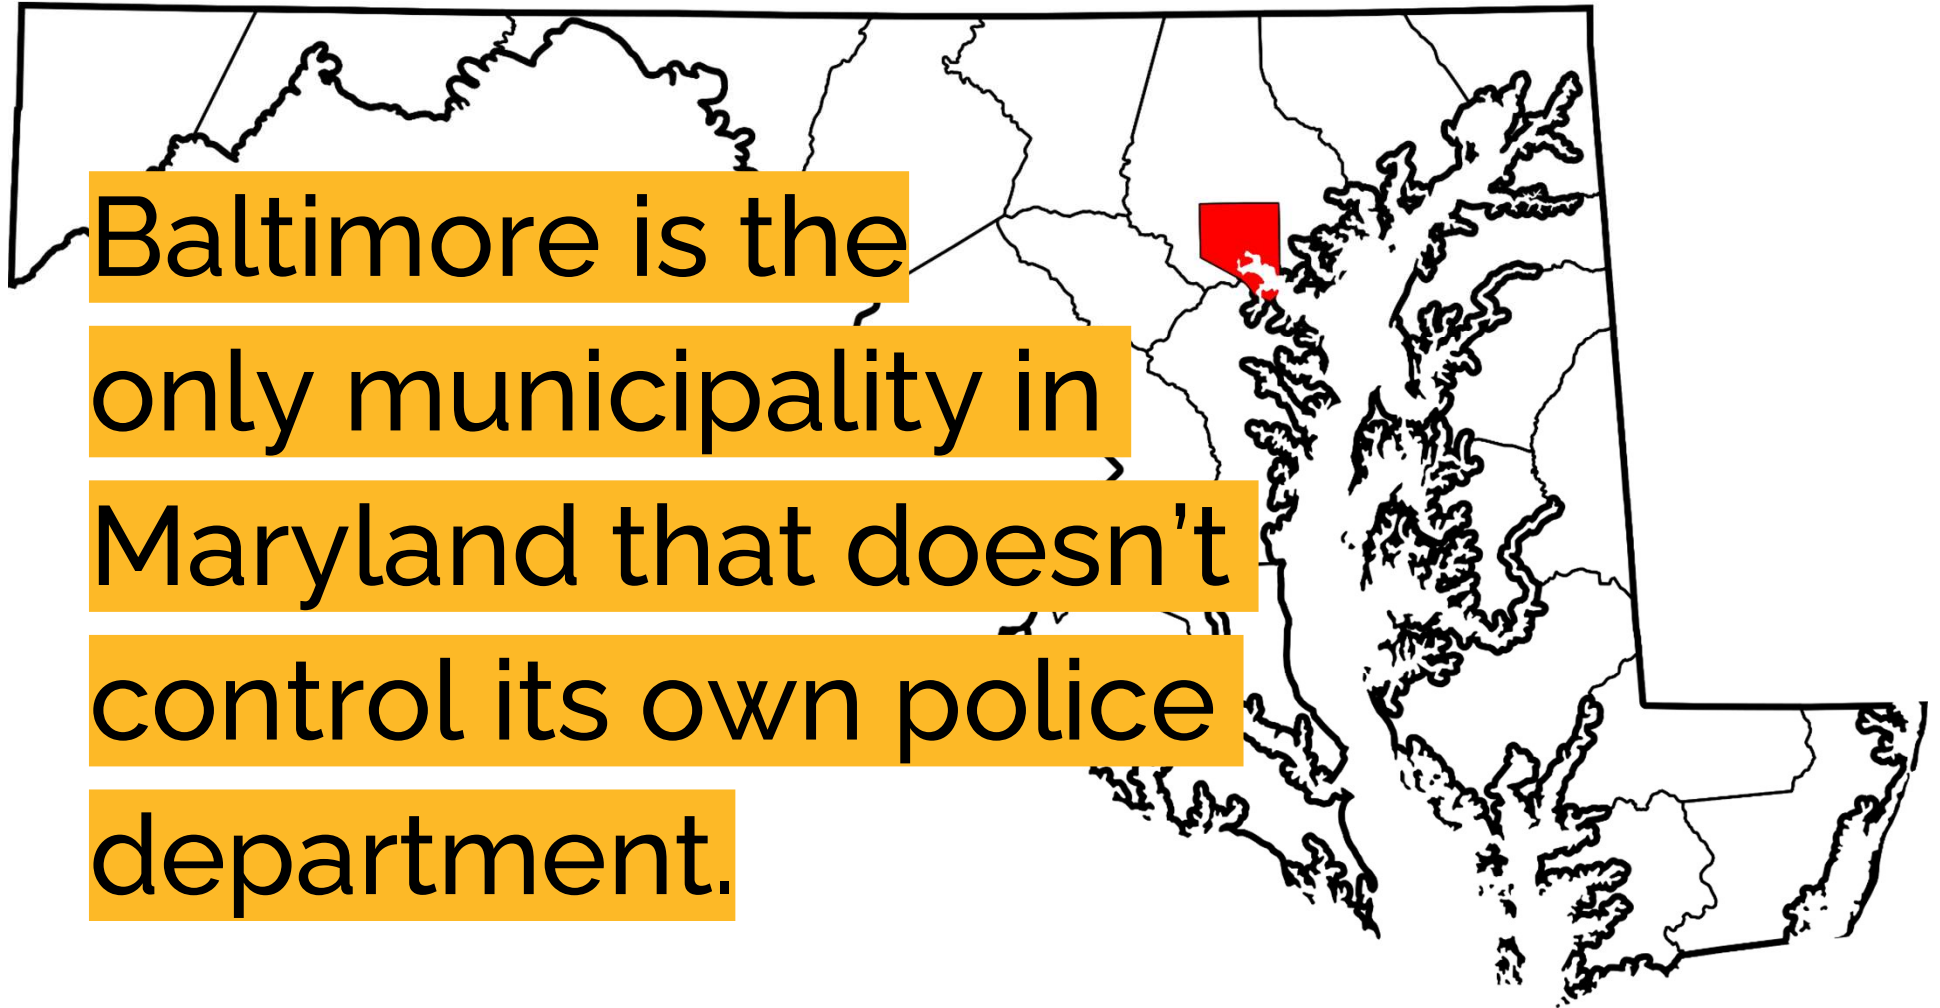 Baltimore is the
only municipality in
Maryland that doesn’t
control its own police
department.